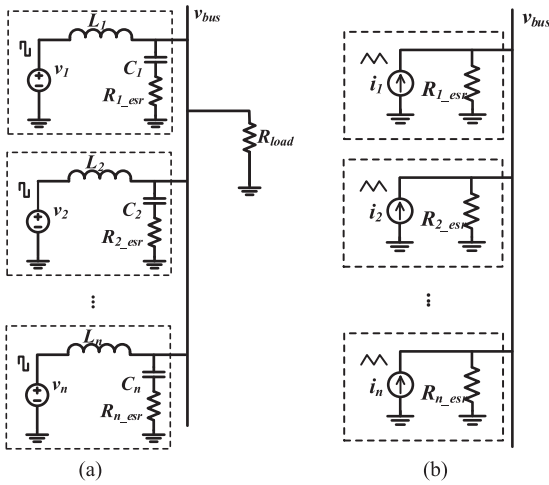 v_bus
L_1
v_1
C_1
R_1_esr
R_load
L_2
v_2
C_2
R_2_esr
...
L_n
v_n
C_n
R_n_esr
(a)
v_bus
i_1
R_1_esr
i_2
R_2_esr
...
i_n
R_n_esr
(b)